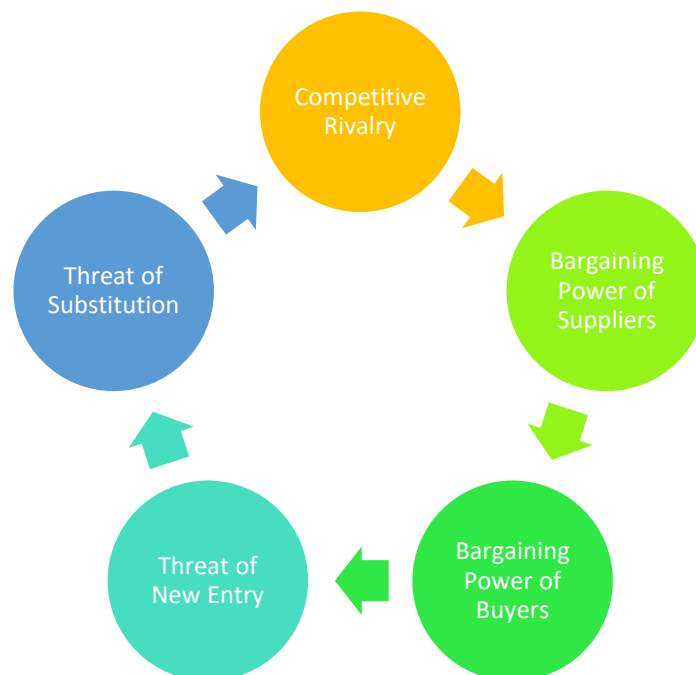 Competitive
Rivalry
Bargaining
Power of
Suppliers
Bargaining
Power of
Buyers
Threat of
New Entry
Threat of
Substitution